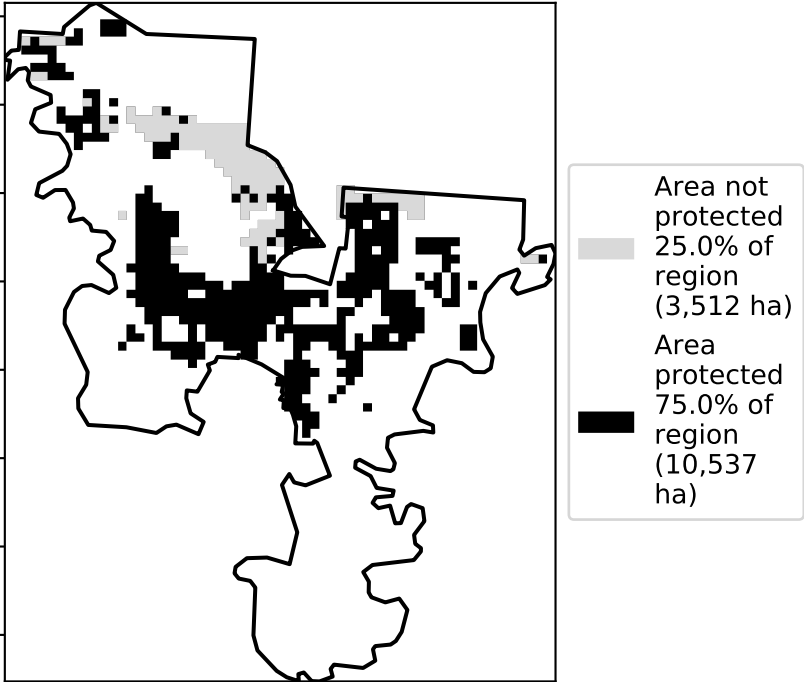 Area not
protected
25.0% of
region
(3,512 ha)
Area
protected
75.0% of
region
(10,537
ha)